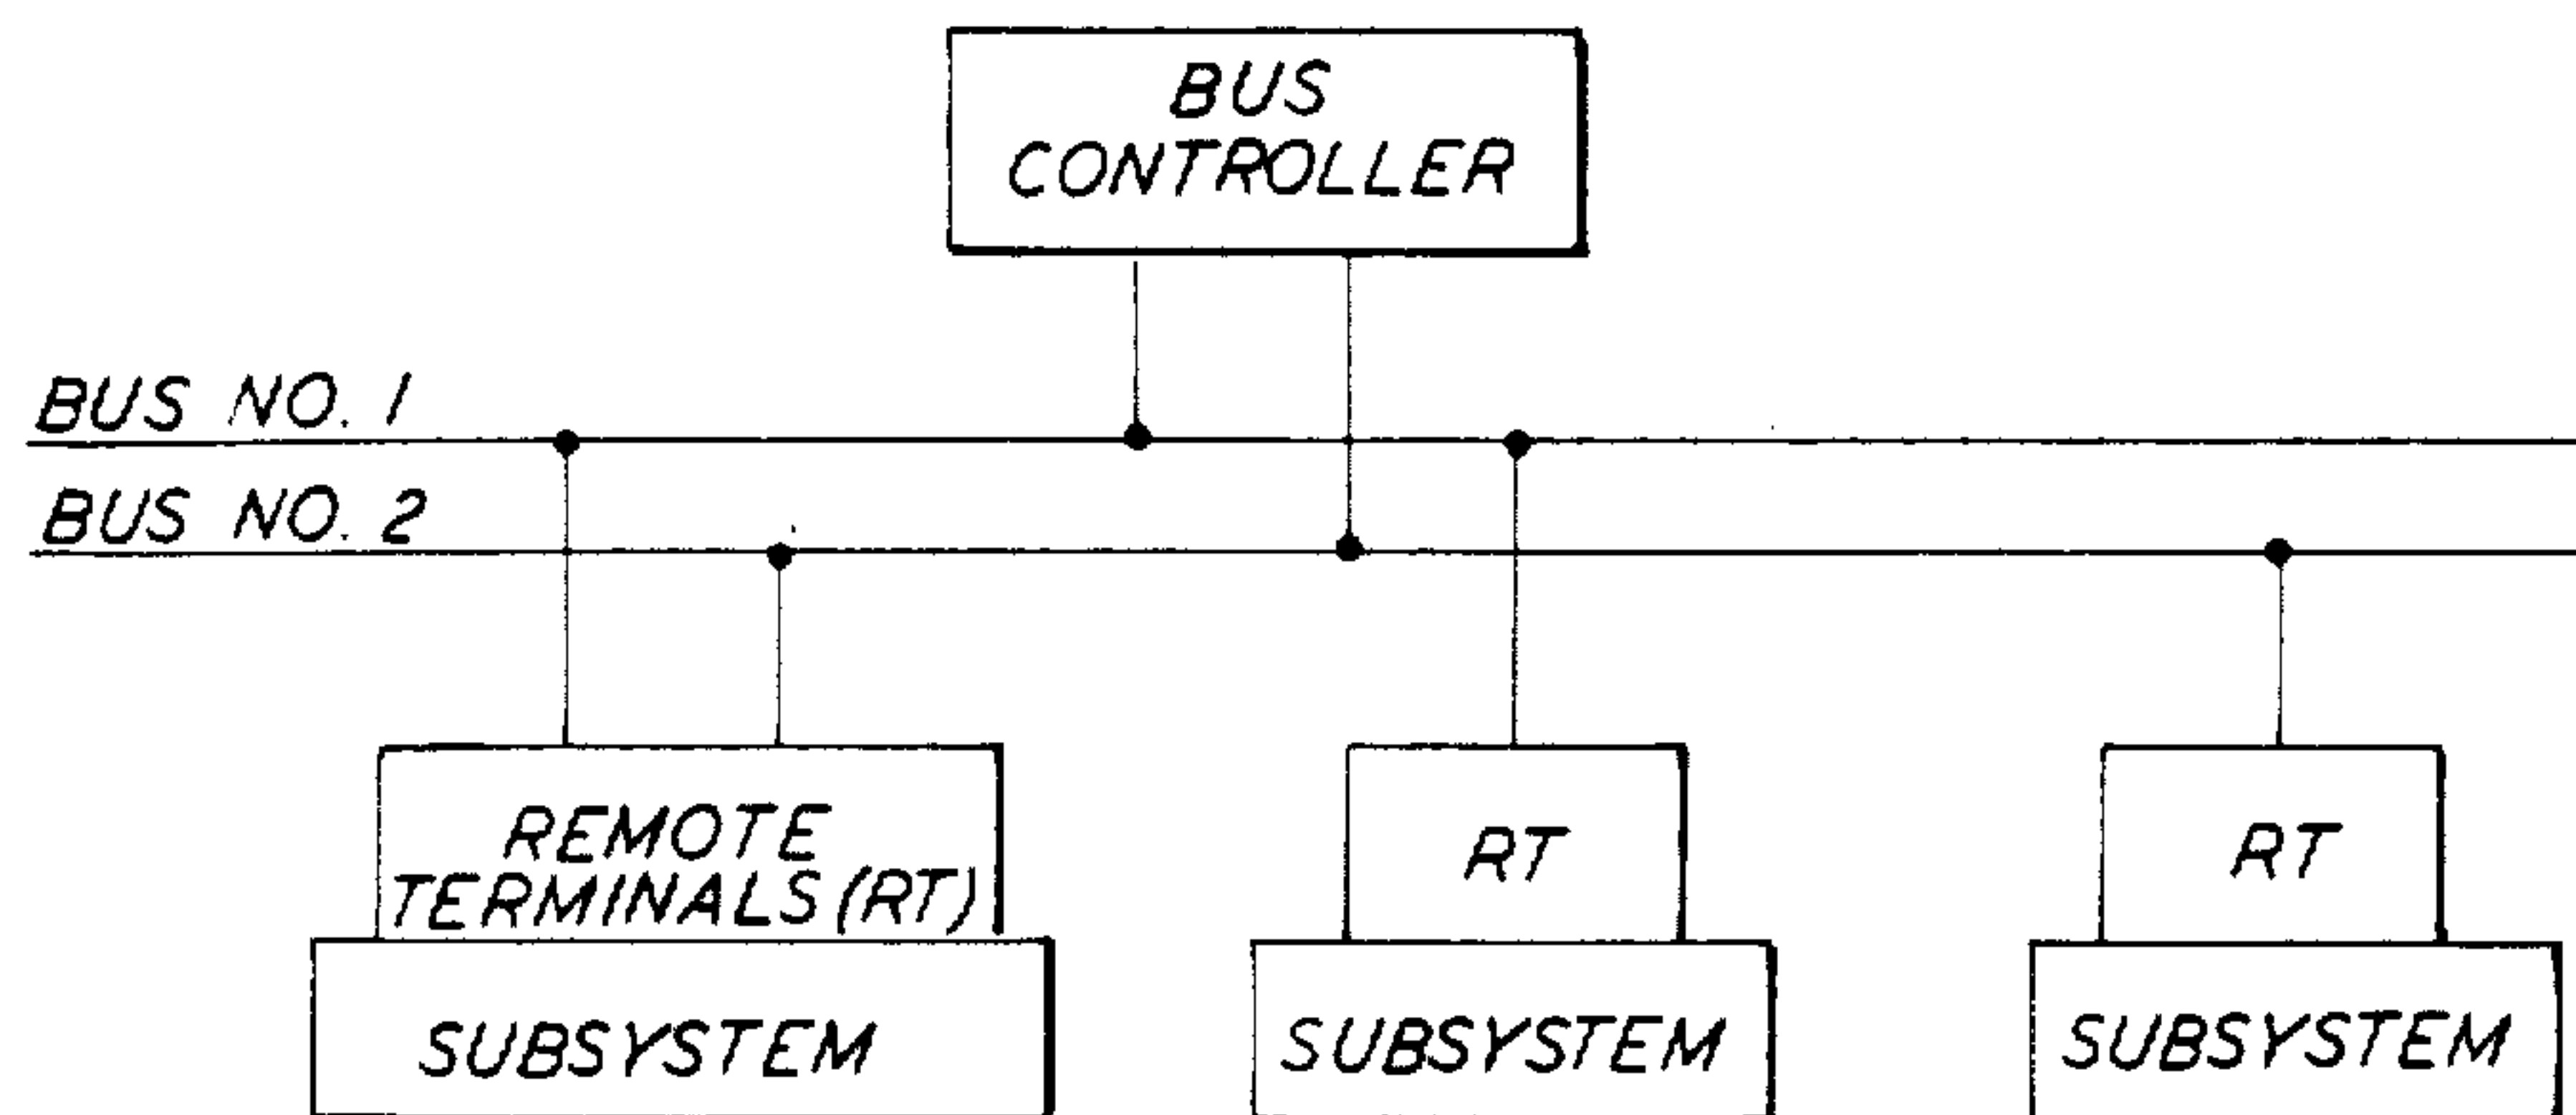 BUS
CONTROLLER
BUS NO. 1
BUS NO. 2
REMOTE
TERMINALS (RT)
RT
RT
SUBSYSTEM
SUBSYSTEM
SUBSYSTEM